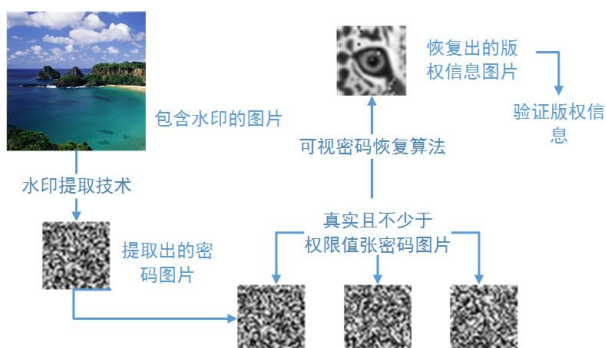 包含水印的图片
水印提取技术
提取出的密
码图片
恢复出的版
权信息图片
验证版权信
息
可视密码恢复算法
真实且不少于
权限值张密码图片